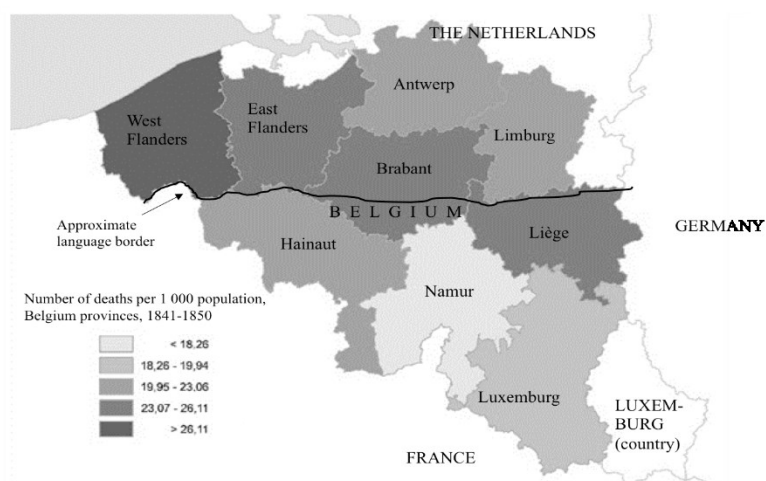 THE NETHERLANDS
Antwerp
West
Flanders
East
Flanders
Limburg
Brabant
Approximate
language border
B E L G I U M
Hainaut
Liège
GERMANY
Namur
Number of deaths per 1 000 population,
Belgium provinces, 1841-1850
< 18.26
18,26 - 19,94
19,95 - 23.06
23,07 - 26,11
> 26,11
Luxemburg
LUXEM-
BURG
(country)
FRANCE